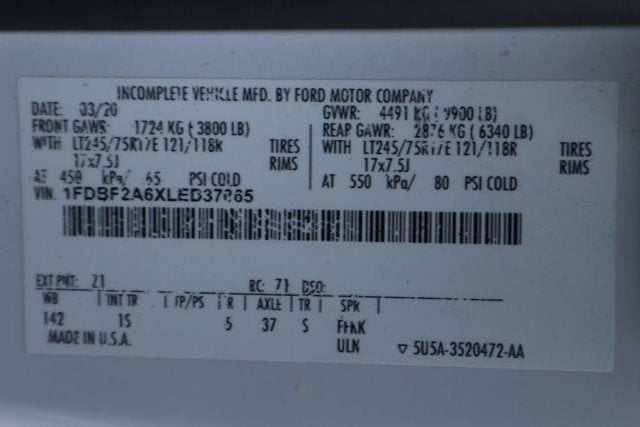 INCOMPLETE VEHICLE MFD. BY FORD MOTOR COMPANY
DATE: 03/20 GVWR: 4491 KG ( 9900 LB)
FRONT GAWR: 1724 KG ( 3800 LB) REAR GAWR: 2876 KG ( 6340 LB)
WITH LT245/75R17E 121/118R TIRES WITH LT245/75R17E 121/118R TIRES
17x7.5J RIMS 17x7.5J RIMS
AT 450 kPa/ 65 PSI COLD AT 550 kPa/ 80 PSI COLD
VIN:
EXT PNT: Z1 RC: 71 DSO:
WB INT TR TP/PS R AXLE TR SPR
142 1S 5 37 S
MADE IN U.S.A. ULN ▽ 5U5A-3520472-AA